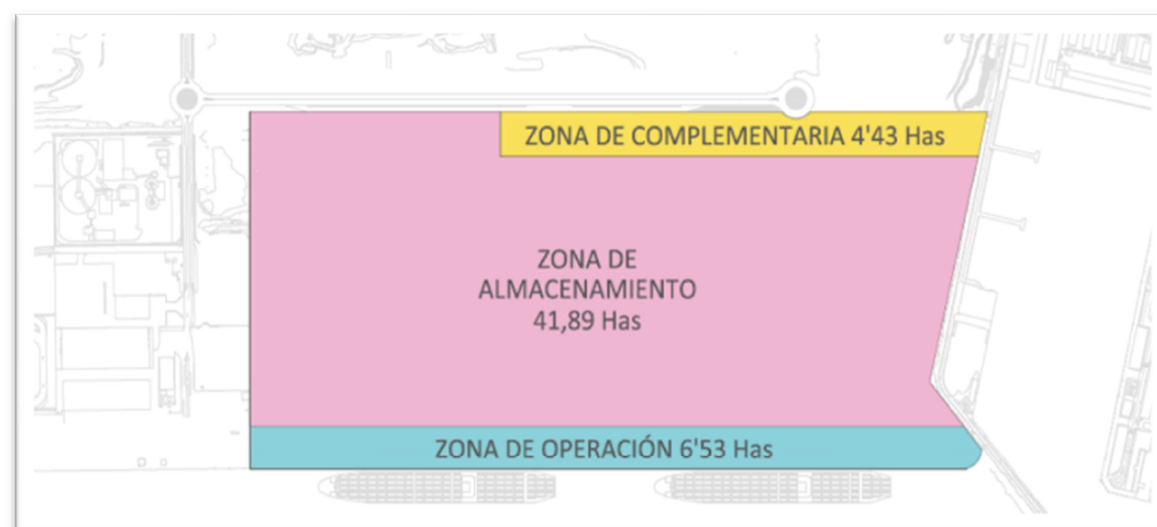 ZONA DE COMPLEMENTARIA 4'43 Has
ZONA DE
ALMACENAMIENTO
41,89 Has
ZONA DE OPERACIÓN 6'53 Has